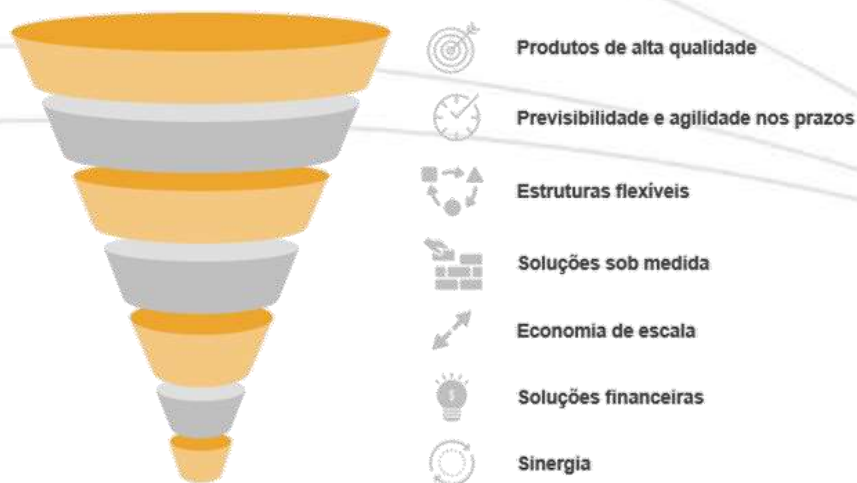 Produtos de alta qualidade
Previsibilidade e agilidade nos prazos
Estruturas flexíveis
Soluções sob medida
Economia de escala
Soluções financeiras
Sinergia